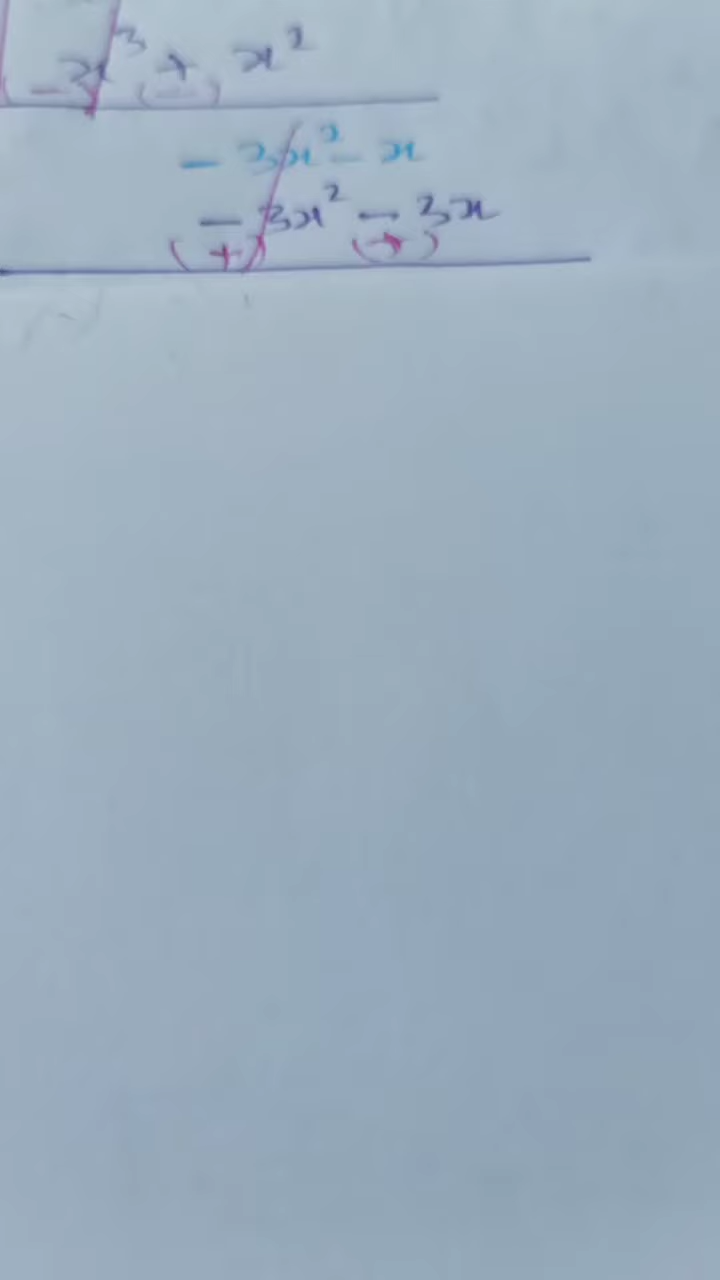 x³ + x²
(-) (-)
- 3x² - x
- 3x² - 3x
(+) (+)